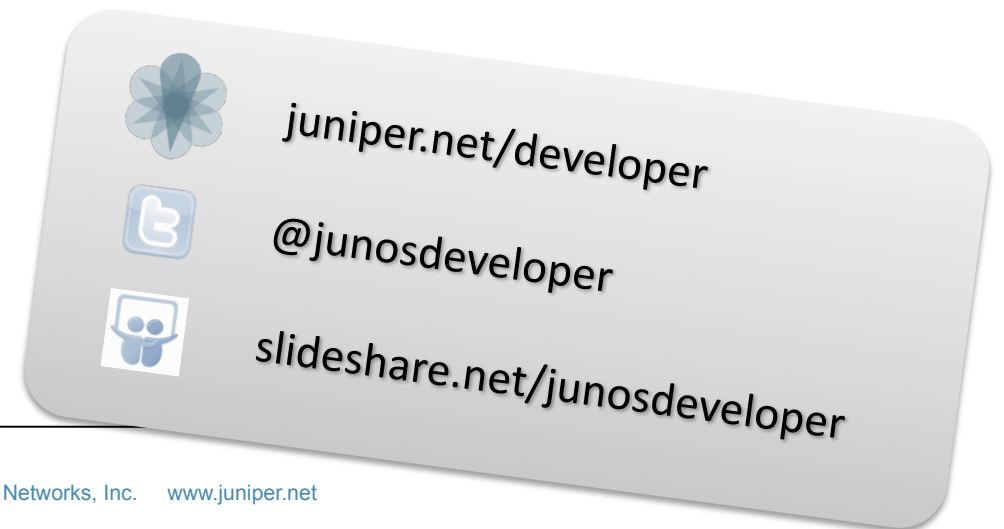 juniper.net/developer
@junosdeveloper
slideshare.net/junosdeveloper
Networks, Inc. www.juniper.net